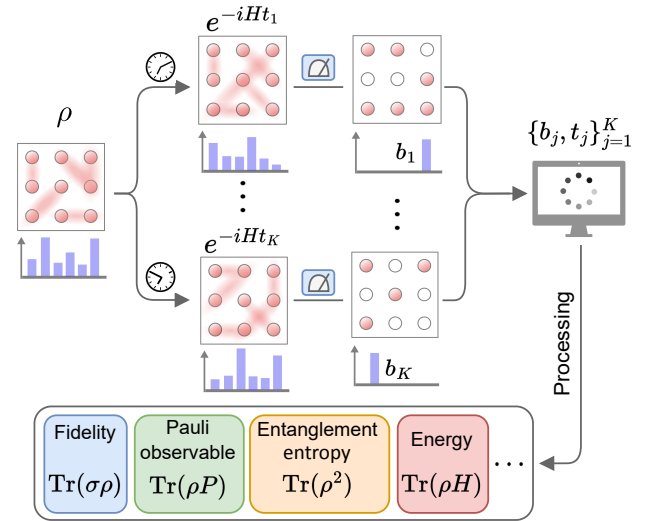 e^{-iHt_1}
ρ
b_1
{b_j, t_j}_{j=1}^K
e^{-iHt_K}
b_K
Processing
Fidelity
Tr(σρ)
Pauli
observable
Tr(ρP)
Entanglement
entropy
Tr(ρ^2)
Energy
Tr(ρH)
...